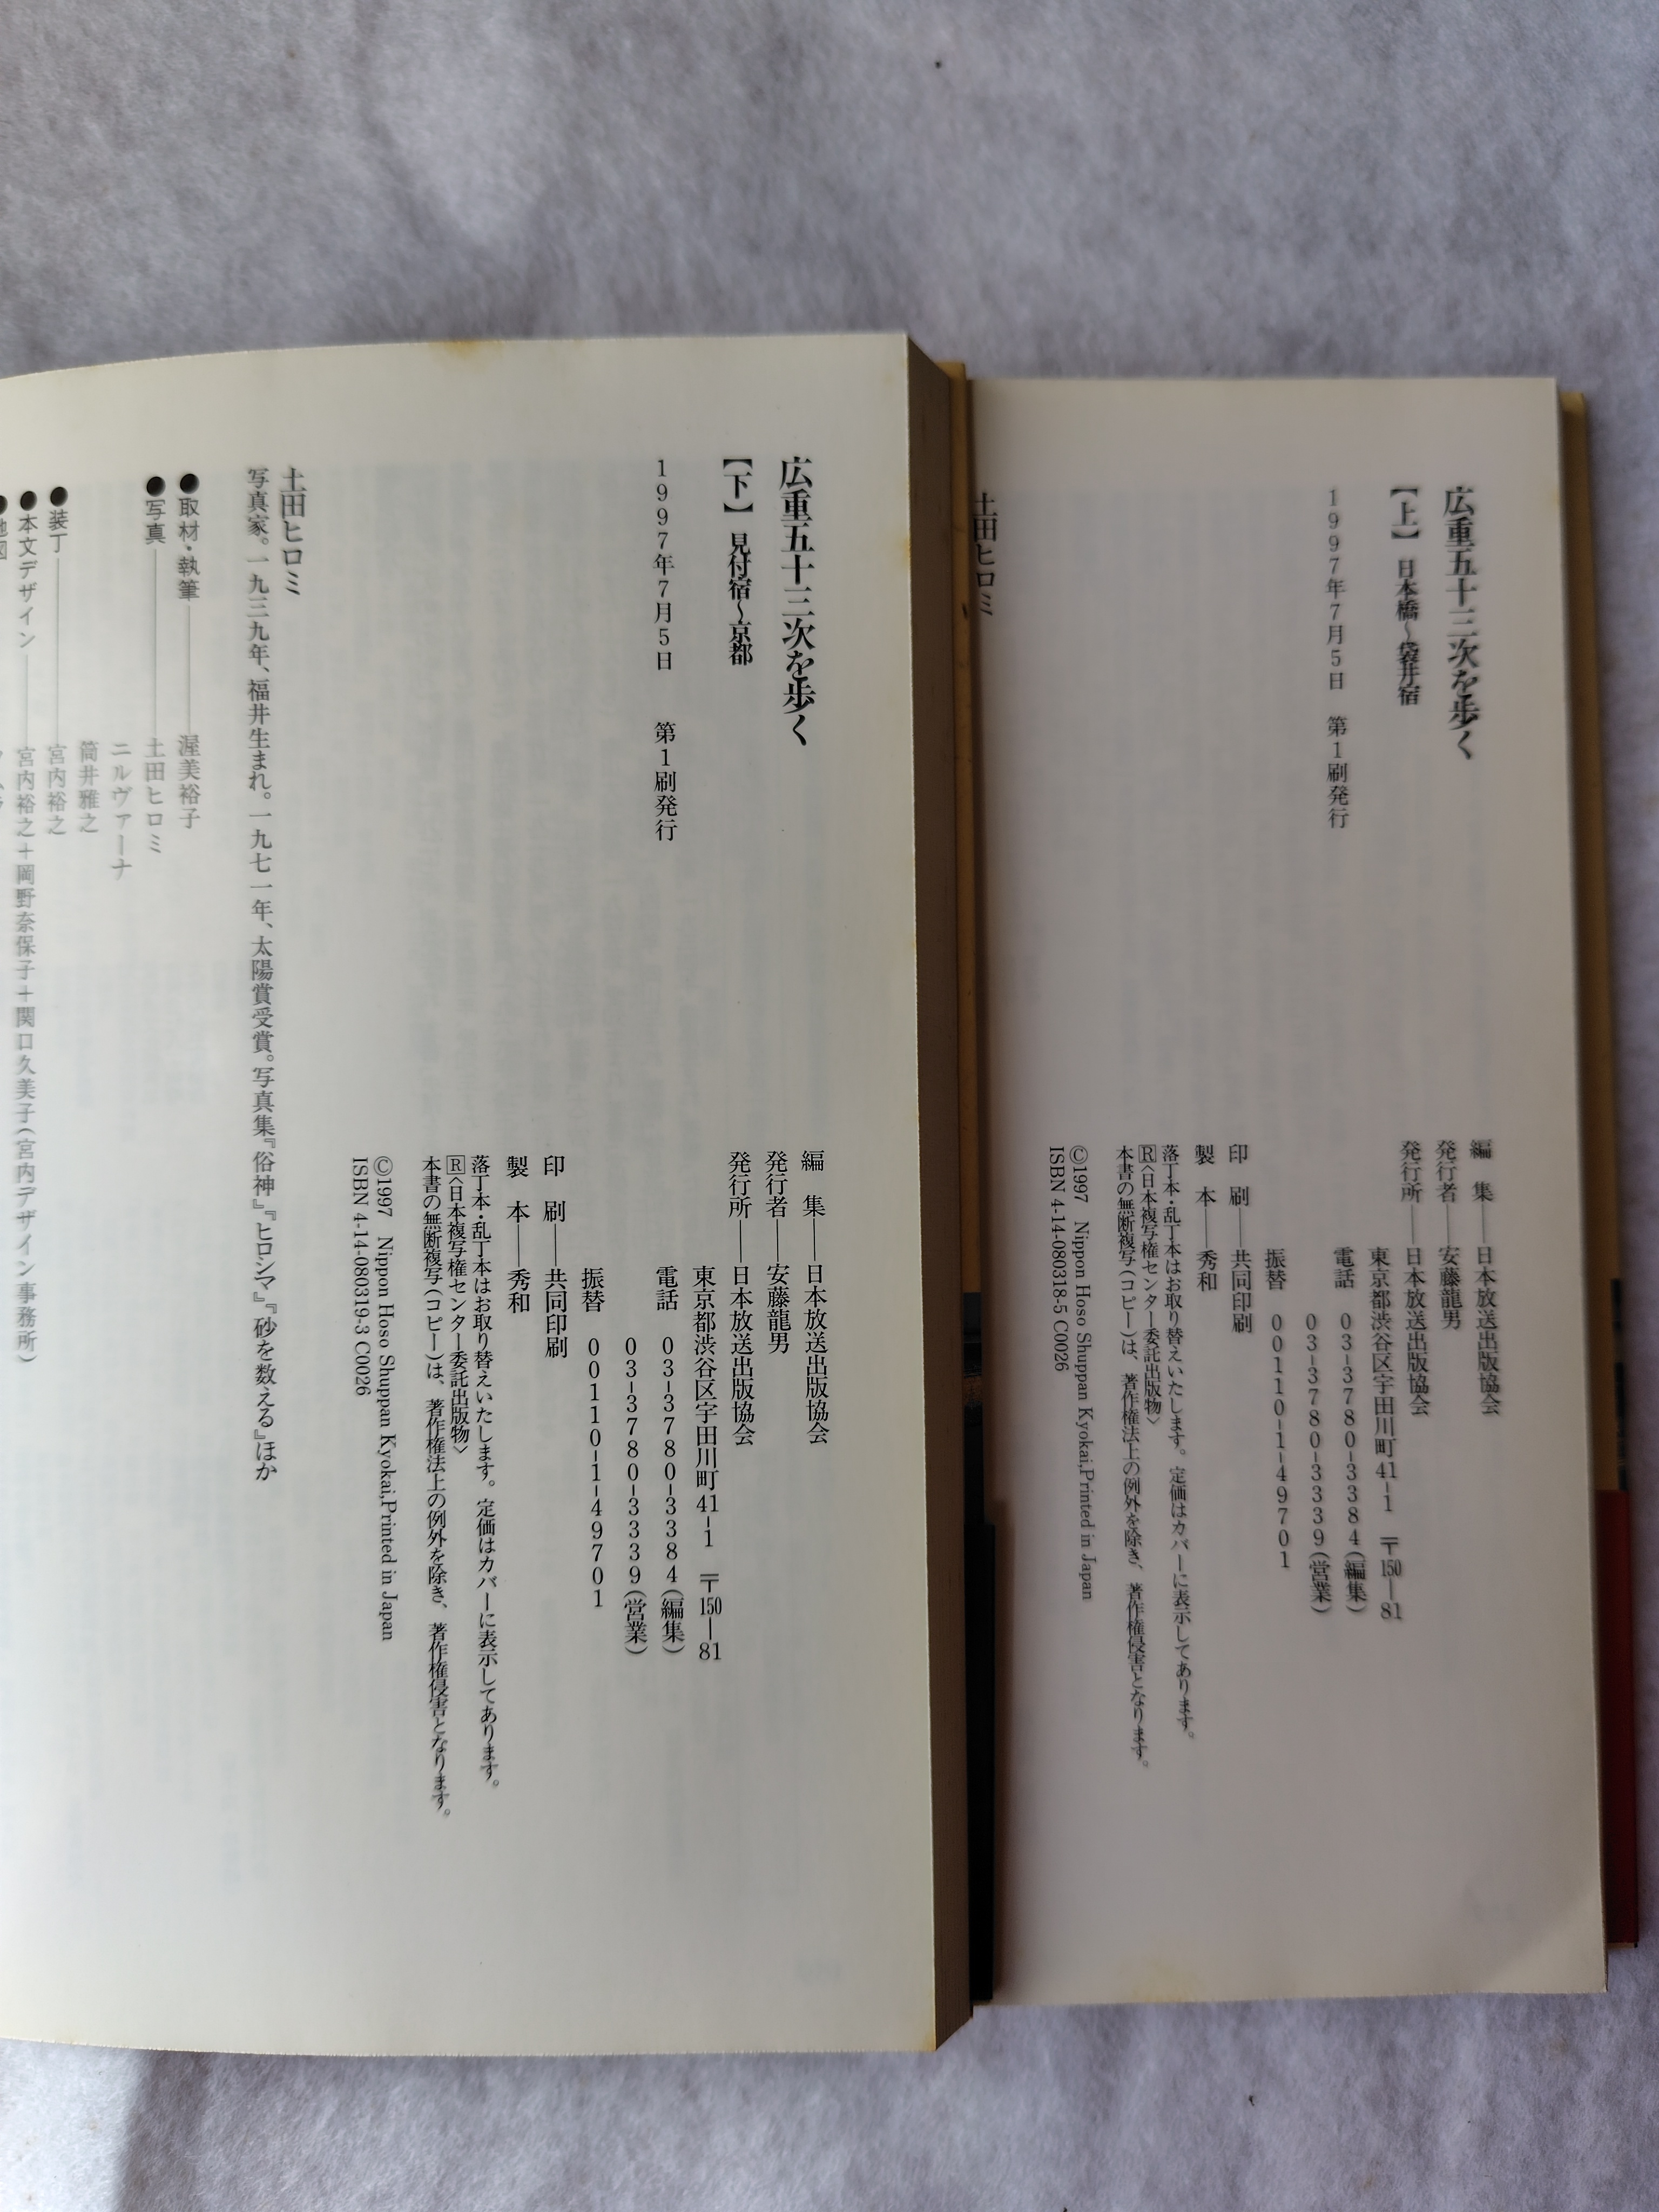 広重五十三次を歩く
【上】 日本橋〜袋井宿
1997年7月5日 第1刷発行
編 集――日本放送出版協会
発行者――安藤龍男
発行所――日本放送出版協会
東京都渋谷区宇田川町41-1 〒150―81
電話 03-3780-3384(編集)
03-3780-3339(営業)
振替 00110-1-49701
印 刷――共同印刷
製 本――秀和
落丁本・乱丁本はお取り替えいたします。定価はカバーに表示してあります。
R〈日本複写権センター委託出版物〉
本書の無断複写(コピー)は、著作権法上の例外を除き、著作権侵害となります。
©1997 Nippon Hoso Shuppan Kyokai,Printed in Japan
ISBN 4-14-080318-5 C0026
土田ヒロミ
広重五十三次を歩く
【下】 見付宿〜京都
1997年7月5日 第1刷発行
編 集――日本放送出版協会
発行者――安藤龍男
発行所――日本放送出版協会
東京都渋谷区宇田川町41-1 〒150―81
電話 03-3780-3384(編集)
03-3780-3339(営業)
振替 00110-1-49701
印 刷――共同印刷
製 本――秀和
落丁本・乱丁本はお取り替えいたします。定価はカバーに表示してあります。
R〈日本複写権センター委託出版物〉
本書の無断複写(コピー)は、著作権法上の例外を除き、著作権侵害となります。
©1997 Nippon Hoso Shuppan Kyokai,Printed in Japan
ISBN 4-14-080319-3 C0026
土田ヒロミ
写真家。一九三九年、福井生まれ。一九七一年、太陽賞受賞。写真集『俗神』『ヒロシマ』『砂を数える』ほか
●取材・執筆――渥美裕子
●写真――土田ヒロミ
ニルヴァーナ
筒井雅之
●装丁――宮内裕之
●本文デザイン――宮内裕之+岡野奈保子+関口久美子(宮内デザイン事務所)